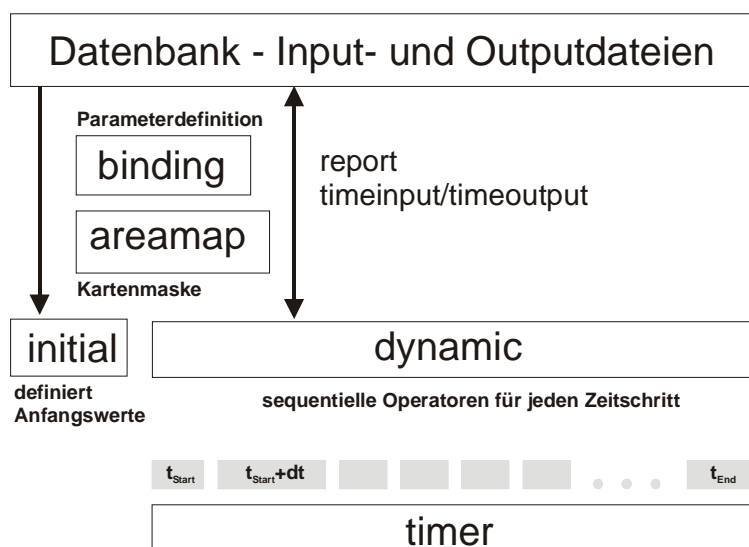 Datenbank - Input- und Outputdateien
Parameterdefinition
binding
report
timeinput/timeoutput
areamap
Kartenmaske
initial
dynamic
definiert
Anfangswerte
sequentielle Operatoren für jeden Zeitschritt
tStart
tStart+dt
. . .
tEnd
timer